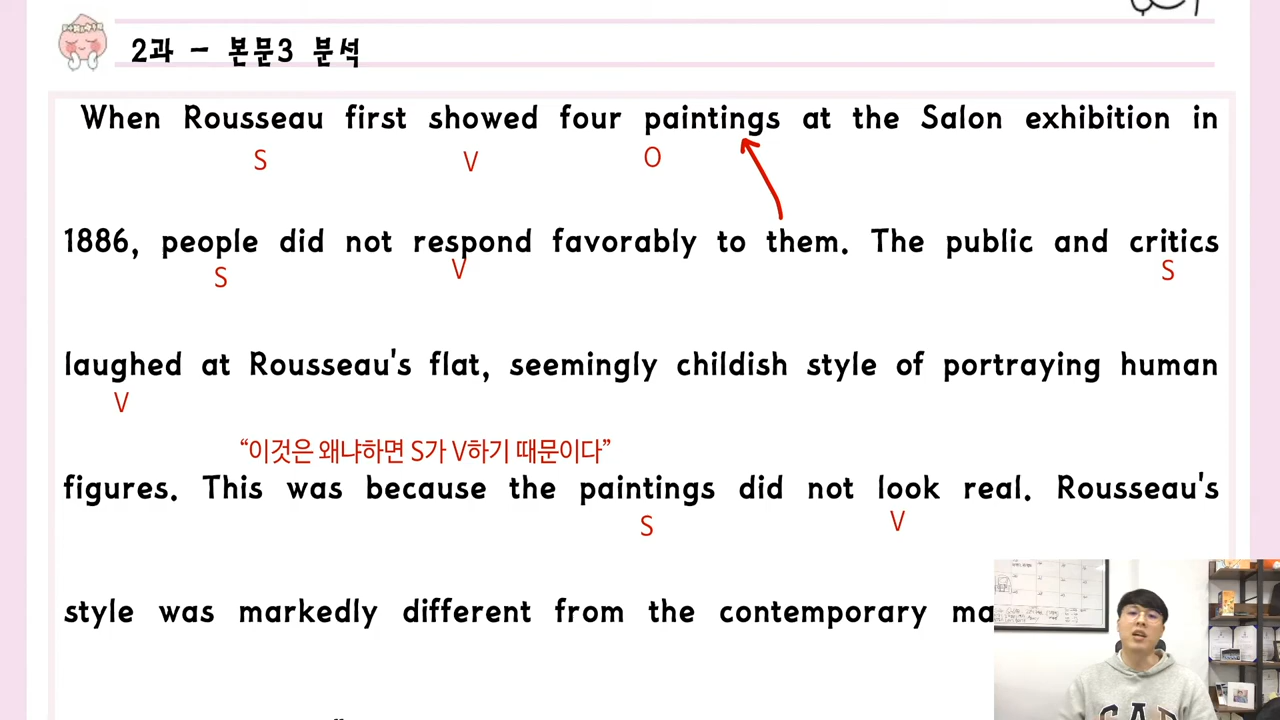 2과 - 본문3 분석
When Rousseau first showed four paintings at the Salon exhibition in
S V O
1886, people did not respond favorably to them. The public and critics
S V S
laughed at Rousseau's flat, seemingly childish style of portraying human
V
“이것은 왜냐하면 S가 V하기 때문이다”
figures. This was because the paintings did not look real. Rousseau's
S V
style was markedly different from the contemporary
GAP